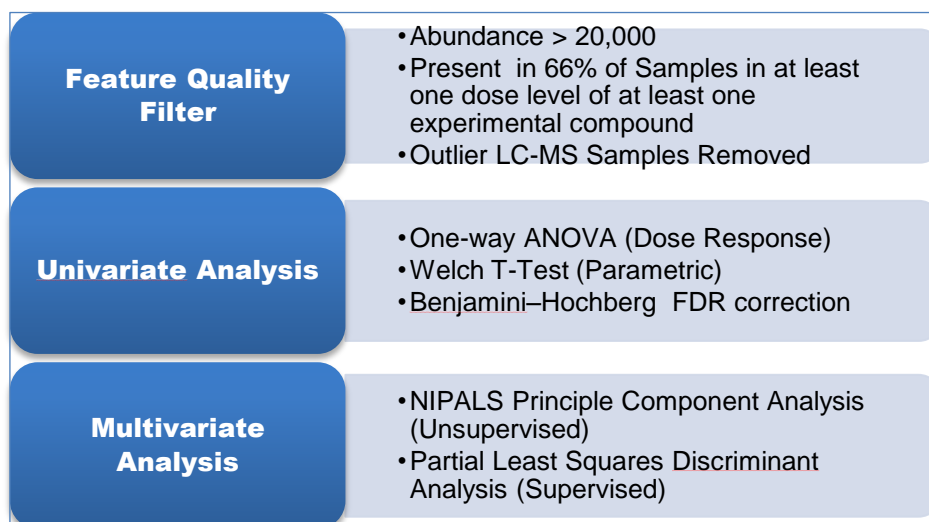 Feature Quality
Filter
•Abundance > 20,000
•Present in 66% of Samples in at least
one dose level of at least one
experimental compound
•Outlier LC-MS Samples Removed
Univariate Analysis
•One-way ANOVA (Dose Response)
•Welch T-Test (Parametric)
•Benjamini–Hochberg FDR correction
Multivariate
Analysis
•NIPALS Principle Component Analysis
(Unsupervised)
•Partial Least Squares Discriminant
Analysis (Supervised)